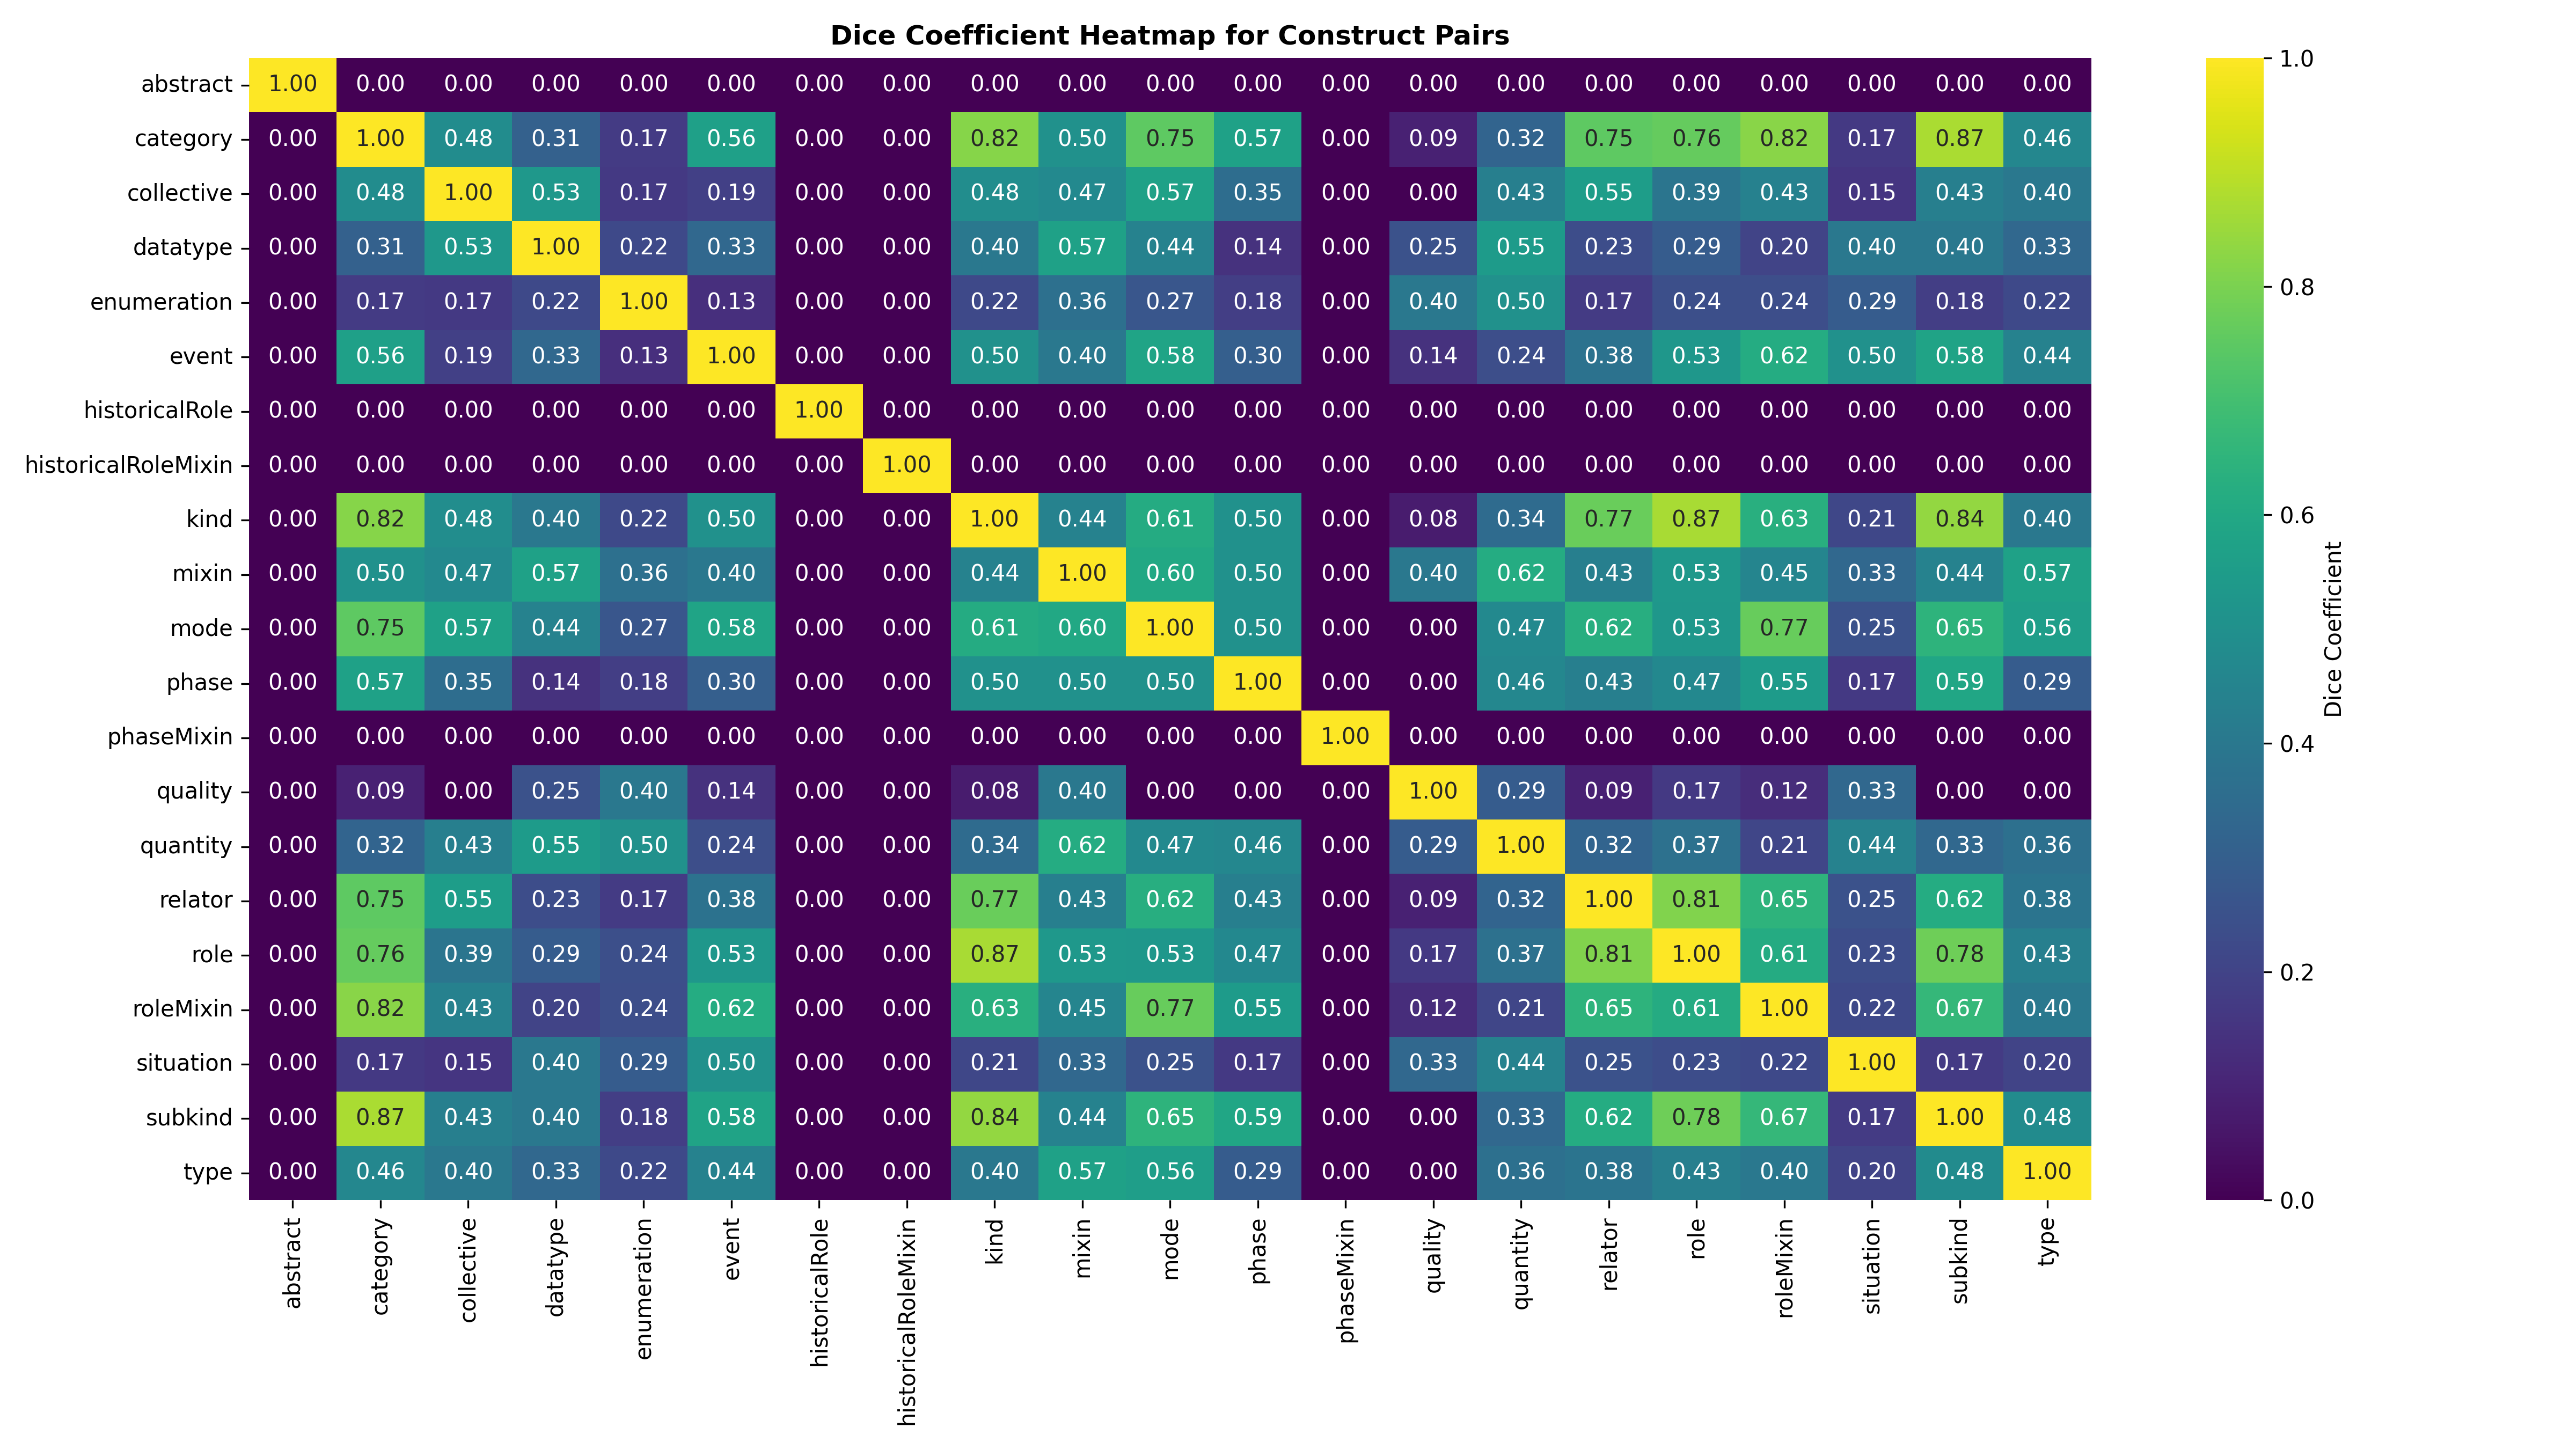 Dice Coefficient Heatmap for Construct Pairs
abstract 1.00 0.00 0.00 0.00 0.00 0.00 0.00 0.00 0.00 0.00 0.00 0.00 0.00 0.00 0.00 0.00 0.00 0.00 0.00 0.00 0.00
category 0.00 1.00 0.48 0.31 0.17 0.56 0.00 0.00 0.82 0.50 0.75 0.57 0.00 0.09 0.32 0.75 0.76 0.82 0.17 0.87 0.46
collective 0.00 0.48 1.00 0.53 0.17 0.19 0.00 0.00 0.48 0.47 0.57 0.35 0.00 0.00 0.43 0.55 0.39 0.43 0.15 0.43 0.40
datatype 0.00 0.31 0.53 1.00 0.22 0.33 0.00 0.00 0.40 0.57 0.44 0.14 0.00 0.25 0.55 0.23 0.29 0.20 0.40 0.40 0.33
enumeration 0.00 0.17 0.17 0.22 1.00 0.13 0.00 0.00 0.22 0.36 0.27 0.18 0.00 0.40 0.50 0.17 0.24 0.24 0.29 0.18 0.22
event 0.00 0.56 0.19 0.33 0.13 1.00 0.00 0.00 0.50 0.40 0.58 0.30 0.00 0.14 0.24 0.38 0.53 0.62 0.50 0.58 0.44
historicalRole 0.00 0.00 0.00 0.00 0.00 0.00 1.00 0.00 0.00 0.00 0.00 0.00 0.00 0.00 0.00 0.00 0.00 0.00 0.00 0.00 0.00
historicalRoleMixin 0.00 0.00 0.00 0.00 0.00 0.00 0.00 1.00 0.00 0.00 0.00 0.00 0.00 0.00 0.00 0.00 0.00 0.00 0.00 0.00 0.00
kind 0.00 0.82 0.48 0.40 0.22 0.50 0.00 0.00 1.00 0.44 0.61 0.50 0.00 0.08 0.34 0.77 0.87 0.63 0.21 0.84 0.40
mixin 0.00 0.50 0.47 0.57 0.36 0.40 0.00 0.00 0.44 1.00 0.60 0.50 0.00 0.40 0.62 0.43 0.53 0.45 0.33 0.44 0.57
mode 0.00 0.75 0.57 0.44 0.27 0.58 0.00 0.00 0.61 0.60 1.00 0.50 0.00 0.00 0.47 0.62 0.53 0.77 0.25 0.65 0.56
phase 0.00 0.57 0.35 0.14 0.18 0.30 0.00 0.00 0.50 0.50 0.50 1.00 0.00 0.00 0.46 0.43 0.47 0.55 0.17 0.59 0.29
phaseMixin 0.00 0.00 0.00 0.00 0.00 0.00 0.00 0.00 0.00 0.00 0.00 0.00 1.00 0.00 0.00 0.00 0.00 0.00 0.00 0.00 0.00
quality 0.00 0.09 0.00 0.25 0.40 0.14 0.00 0.00 0.08 0.40 0.00 0.00 0.00 1.00 0.29 0.09 0.17 0.12 0.33 0.00 0.00
quantity 0.00 0.32 0.43 0.55 0.50 0.24 0.00 0.00 0.34 0.62 0.47 0.46 0.00 0.29 1.00 0.32 0.37 0.21 0.44 0.33 0.36
relator 0.00 0.75 0.55 0.23 0.17 0.38 0.00 0.00 0.77 0.43 0.62 0.43 0.00 0.09 0.32 1.00 0.81 0.65 0.25 0.62 0.38
role 0.00 0.76 0.39 0.29 0.24 0.53 0.00 0.00 0.87 0.53 0.53 0.47 0.00 0.17 0.37 0.81 1.00 0.61 0.23 0.78 0.43
roleMixin 0.00 0.82 0.43 0.20 0.24 0.62 0.00 0.00 0.63 0.45 0.77 0.55 0.00 0.12 0.21 0.65 0.61 1.00 0.22 0.67 0.40
situation 0.00 0.17 0.15 0.40 0.29 0.50 0.00 0.00 0.21 0.33 0.25 0.17 0.00 0.33 0.44 0.25 0.23 0.22 1.00 0.17 0.20
subkind 0.00 0.87 0.43 0.40 0.18 0.58 0.00 0.00 0.84 0.44 0.65 0.59 0.00 0.00 0.33 0.62 0.78 0.67 0.17 1.00 0.48
type 0.00 0.46 0.40 0.33 0.22 0.44 0.00 0.00 0.40 0.57 0.56 0.29 0.00 0.00 0.36 0.38 0.43 0.40 0.20 0.48 1.00
abstract
category
collective
datatype
enumeration
event
historicalRole
historicalRoleMixin
kind
mixin
mode
phase
phaseMixin
quality
quantity
relator
role
roleMixin
situation
subkind
type
1.0
0.8
0.6
0.4
0.2
0.0
Dice Coefficient